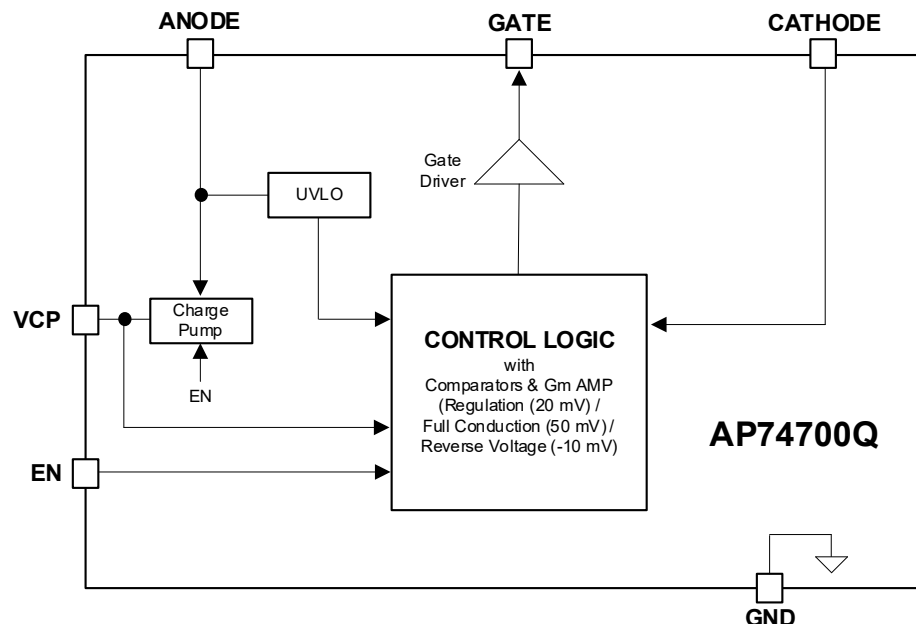 ANODE
GATE
CATHODE
Gate
Driver
UVLO
VCP
Charge
Pump
EN
CONTROL LOGIC
with
Comparators & Gm AMP
(Regulation (20 mV) /
Full Conduction (50 mV) /
Reverse Voltage (-10 mV)
AP74700Q
EN
GND